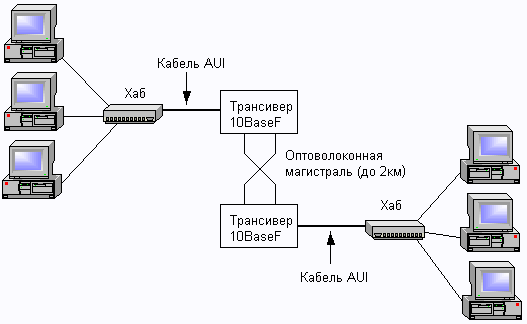 Кабель AUI
Хаб
Трансивер
10BaseF
Оптоволоконная
магистраль (до 2км)
Трансивер
10BaseF
Хаб
Кабель AUI